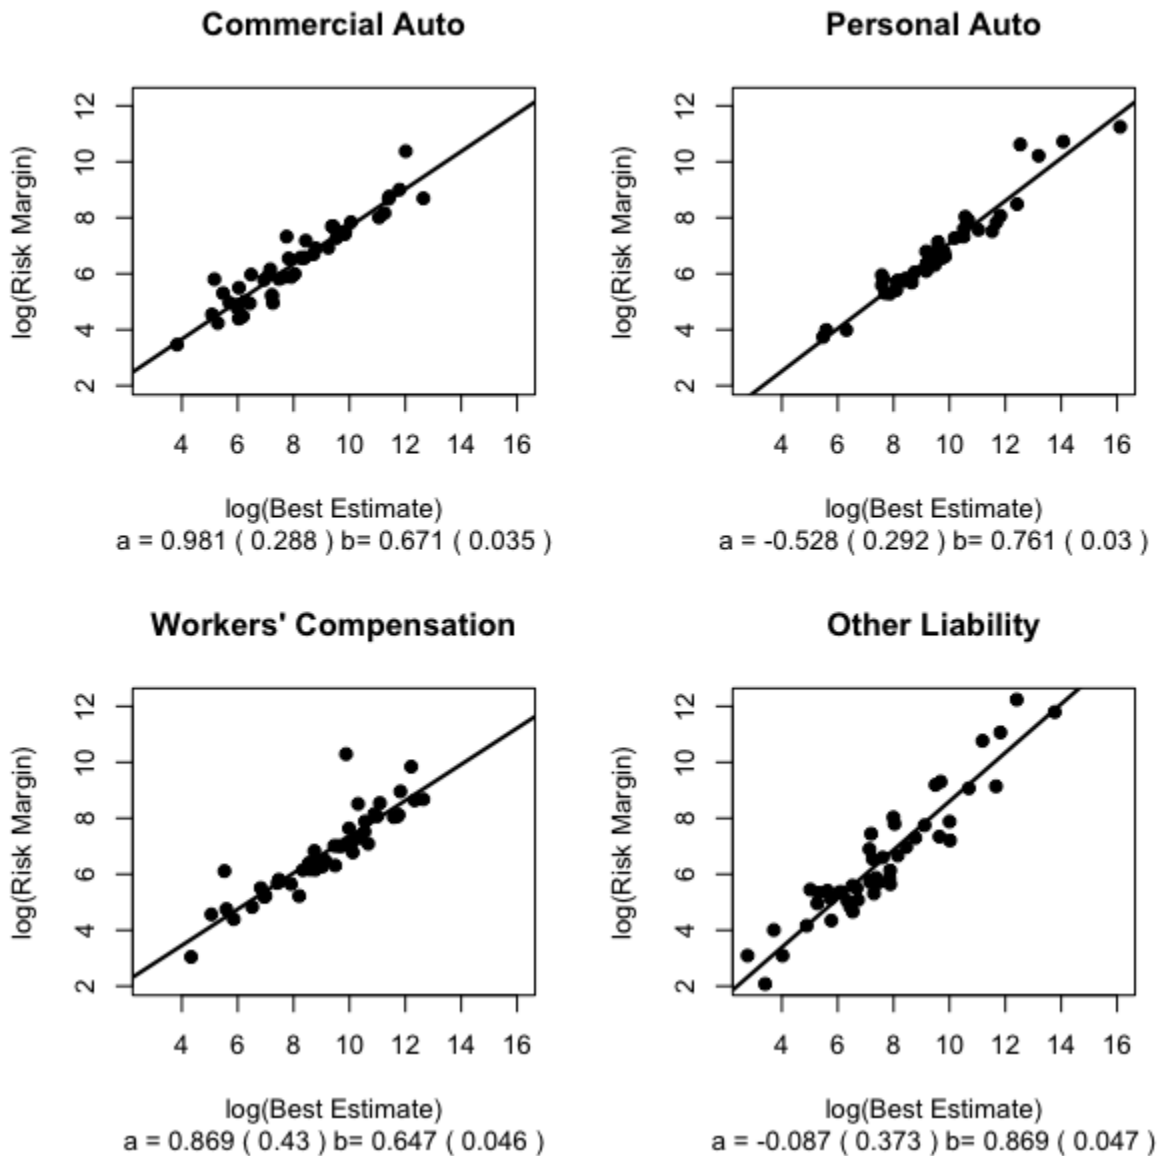 Commercial Auto
log(Risk Margin)
12
10
8
6
4
2
4 6 8 10 12 14 16
log(Best Estimate)
a = 0.981 ( 0.288 ) b= 0.671 ( 0.035 )
Personal Auto
log(Risk Margin)
12
10
8
6
4
2
4 6 8 10 12 14 16
log(Best Estimate)
a = -0.528 ( 0.292 ) b= 0.761 ( 0.03 )
Workers' Compensation
log(Risk Margin)
12
10
8
6
4
2
4 6 8 10 12 14 16
log(Best Estimate)
a = 0.869 ( 0.43 ) b= 0.647 ( 0.046 )
Other Liability
log(Risk Margin)
12
10
8
6
4
2
4 6 8 10 12 14 16
log(Best Estimate)
a = -0.087 ( 0.373 ) b= 0.869 ( 0.047 )